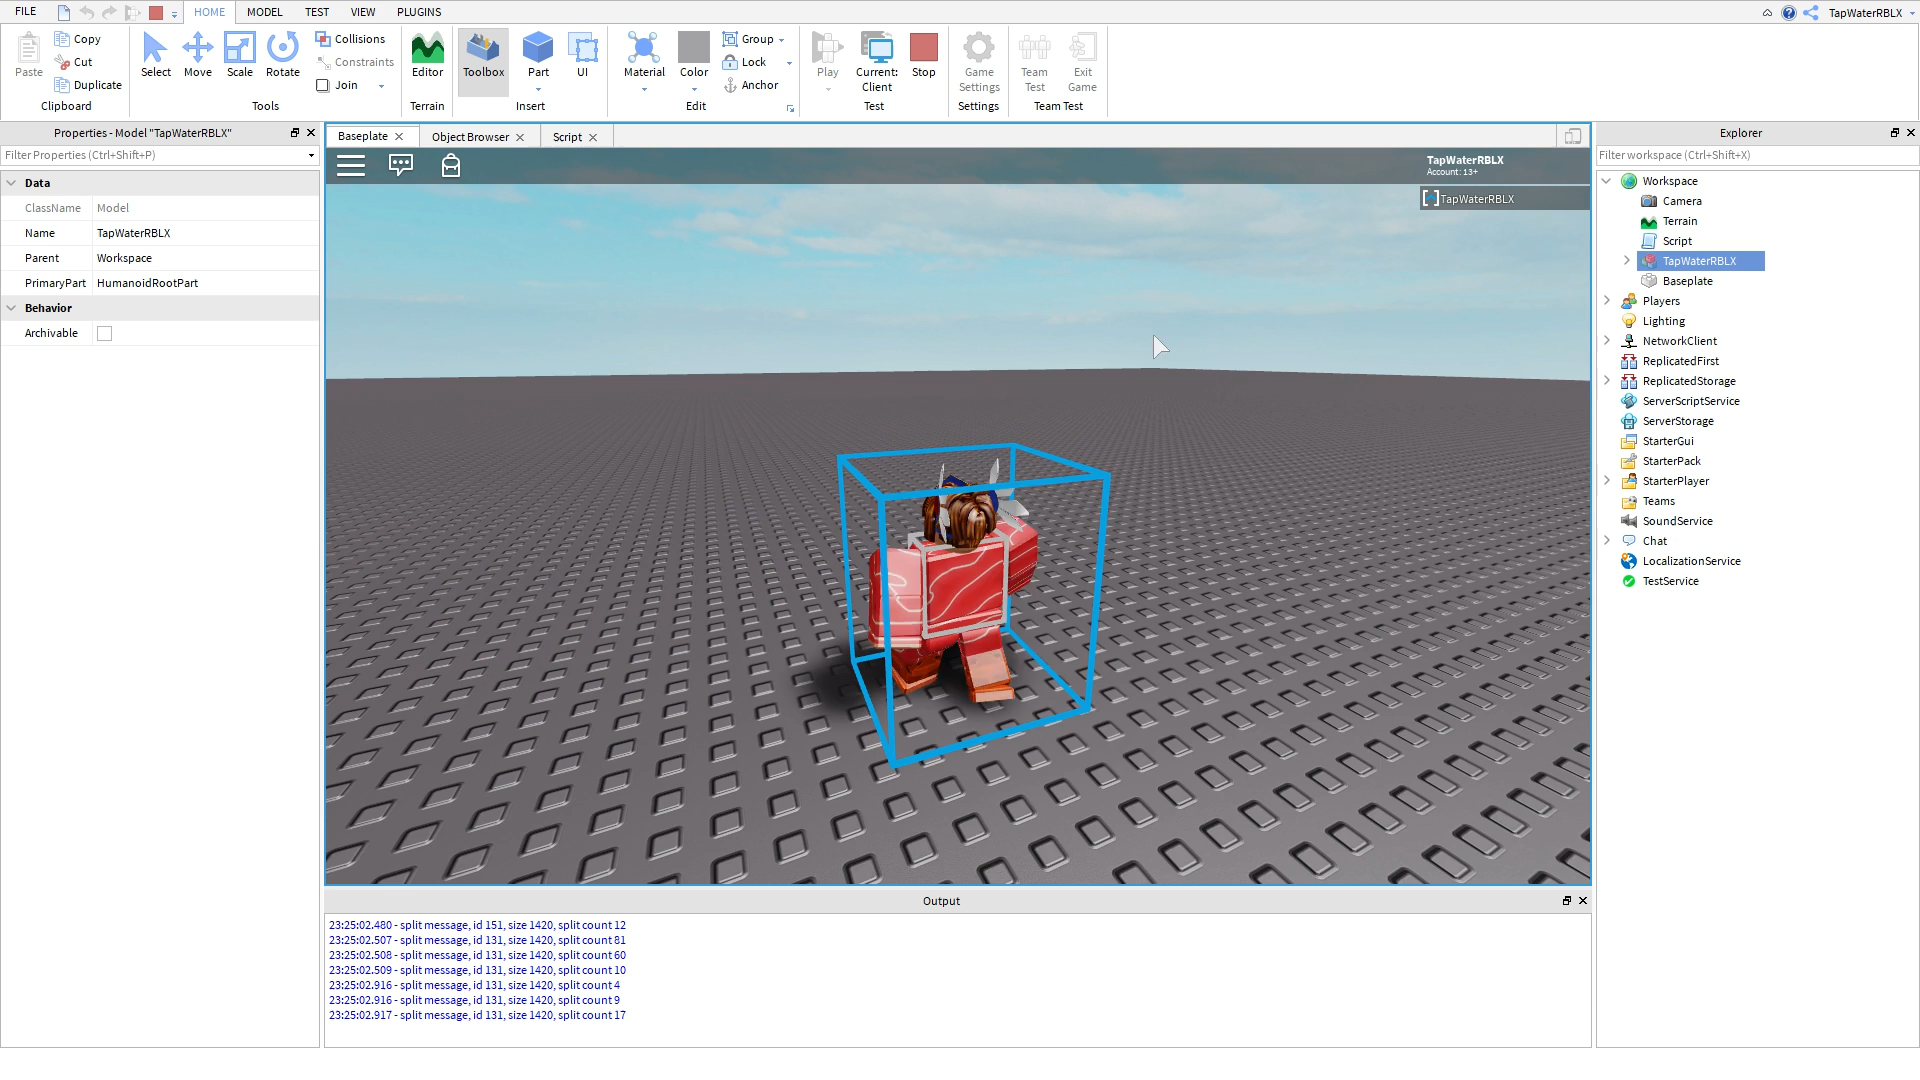 FILE
HOME
MODEL
TEST
VIEW
PLUGINS
TapWaterRBLX
Paste
Copy
Cut
Duplicate
Clipboard
Select
Move
Scale
Rotate
Collisions
Constraints
Join
Tools
Editor
Terrain
Toolbox
Part
UI
Insert
Material
Color
Group
Lock
Anchor
Edit
Play
Current:
Client
Stop
Test
Game
Settings
Settings
Team
Test
Exit
Game
Team Test
Properties - Model "TapWaterRBLX"
Filter Properties (Ctrl+Shift+P)
Data
ClassName Model
Name TapWaterRBLX
Parent Workspace
PrimaryPart HumanoidRootPart
Behavior
Archivable
Baseplate
Object Browser
Script
TapWaterRBLX
Account: 13+
TapWaterRBLX
Output
23:25:02.480 - split message, id 151, size 1420, split count 12
23:25:02.507 - split message, id 131, size 1420, split count 81
23:25:02.508 - split message, id 131, size 1420, split count 60
23:25:02.509 - split message, id 131, size 1420, split count 10
23:25:02.916 - split message, id 131, size 1420, split count 4
23:25:02.916 - split message, id 131, size 1420, split count 9
23:25:02.917 - split message, id 131, size 1420, split count 17
Explorer
Filter workspace (Ctrl+Shift+X)
Workspace
Camera
Terrain
Script
TapWaterRBLX
Baseplate
Players
Lighting
NetworkClient
ReplicatedFirst
ReplicatedStorage
ServerScriptService
ServerStorage
StarterGui
StarterPack
StarterPlayer
Teams
SoundService
Chat
LocalizationService
TestService